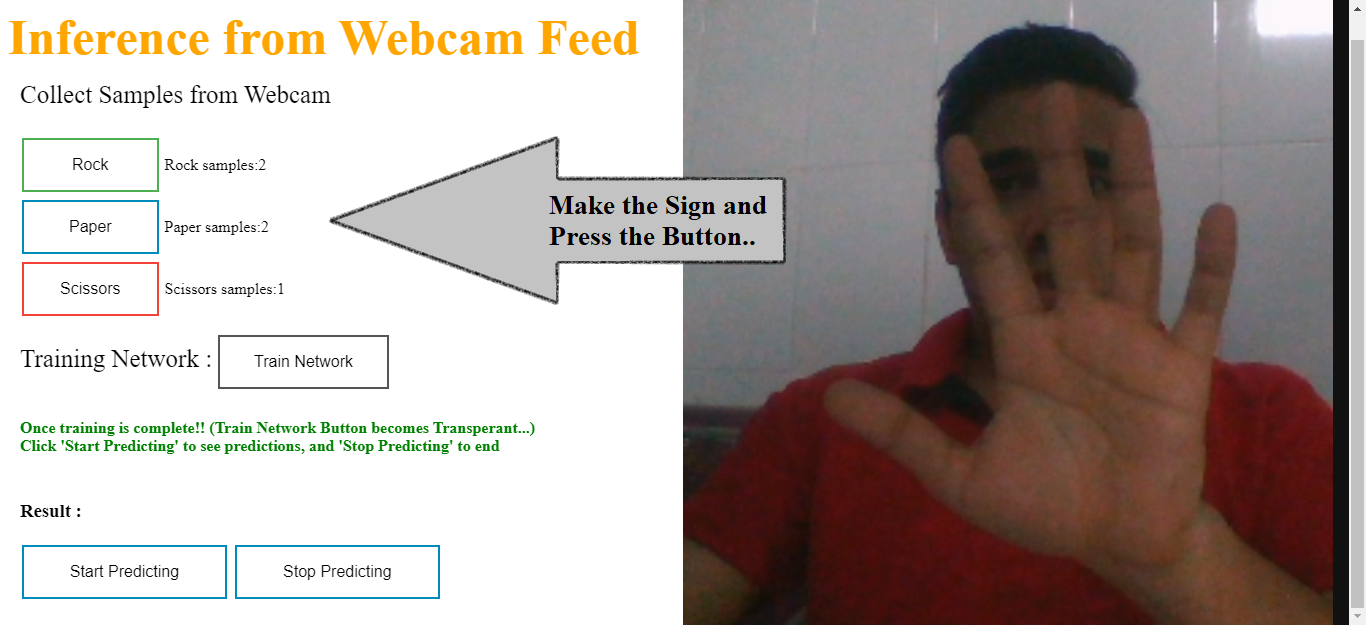 Inference from Webcam Feed
Collect Samples from Webcam
Rock Rock samples:2
Paper Paper samples:2
Scissors Scissors samples:1
Make the Sign and
Press the Button..
Training Network : Train Network
Once training is complete!! (Train Network Button becomes Transperant...)
Click 'Start Predicting' to see predictions, and 'Stop Predicting' to end
Result :
Start Predicting Stop Predicting